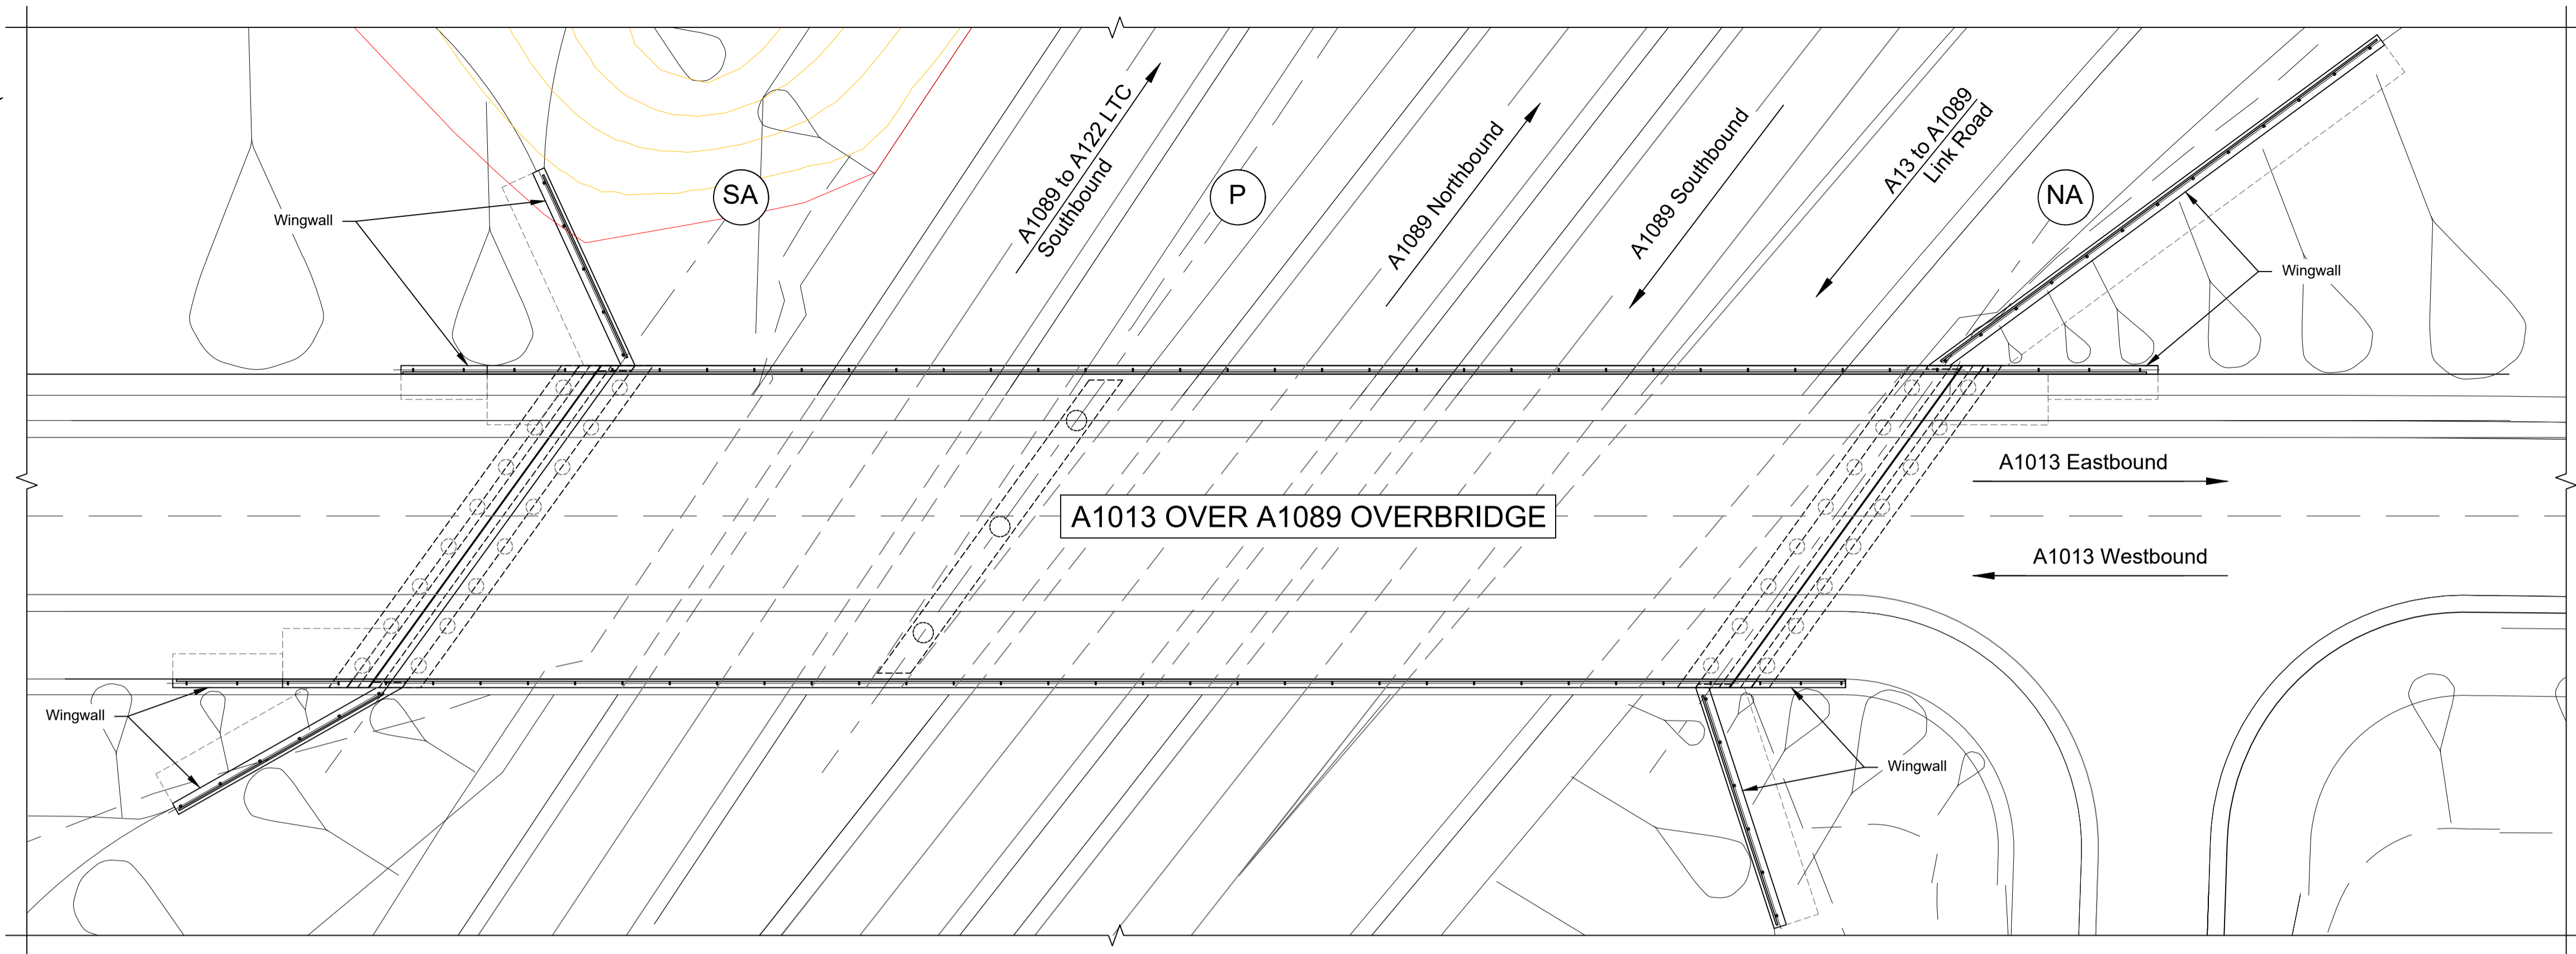 SA
P
NA
A1089 to A122 LTC
Southbound
A1089 Northbound
A1089 Southbound
A13 to A1089
Link Road
Wingwall
Wingwall
A1013 Eastbound
A1013 OVER A1089 OVERBRIDGE
A1013 Westbound
Wingwall
Wingwall